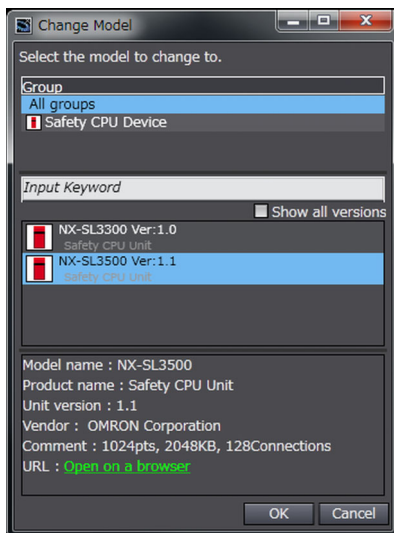 Change Model
Select the model to change to.
Group
All groups
Safety CPU Device
Input Keyword
Show all versions
NX-SL3300 Ver:1.0
Safety CPU Unit
NX-SL3500 Ver:1.1
Safety CPU Unit
Model name : NX-SL3500
Product name : Safety CPU Unit
Unit version : 1.1
Vendor : OMRON Corporation
Comment : 1024pts, 2048KB, 128Connections
URL : Open on a browser
OK Cancel